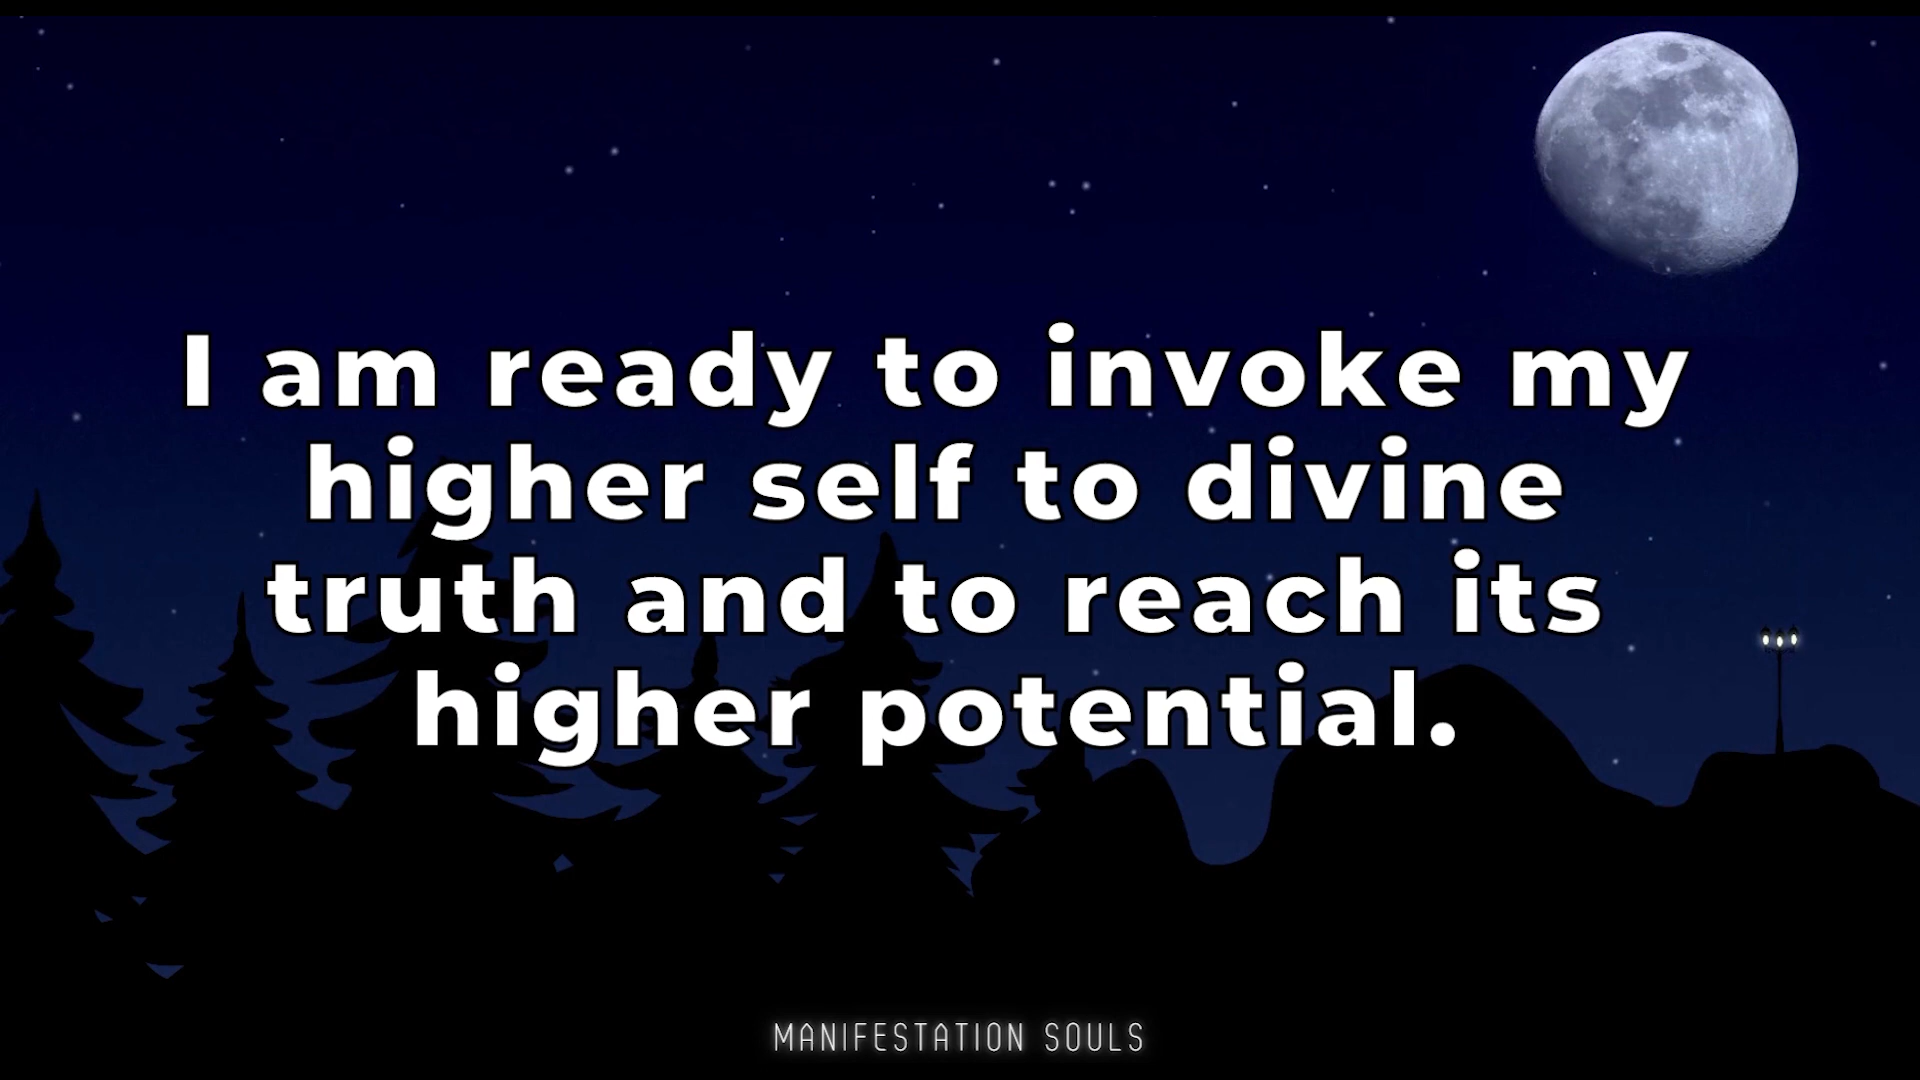 I am ready to invoke my
higher self to divine
truth and to reach its
higher potential.
MANIFESTATION SOULS